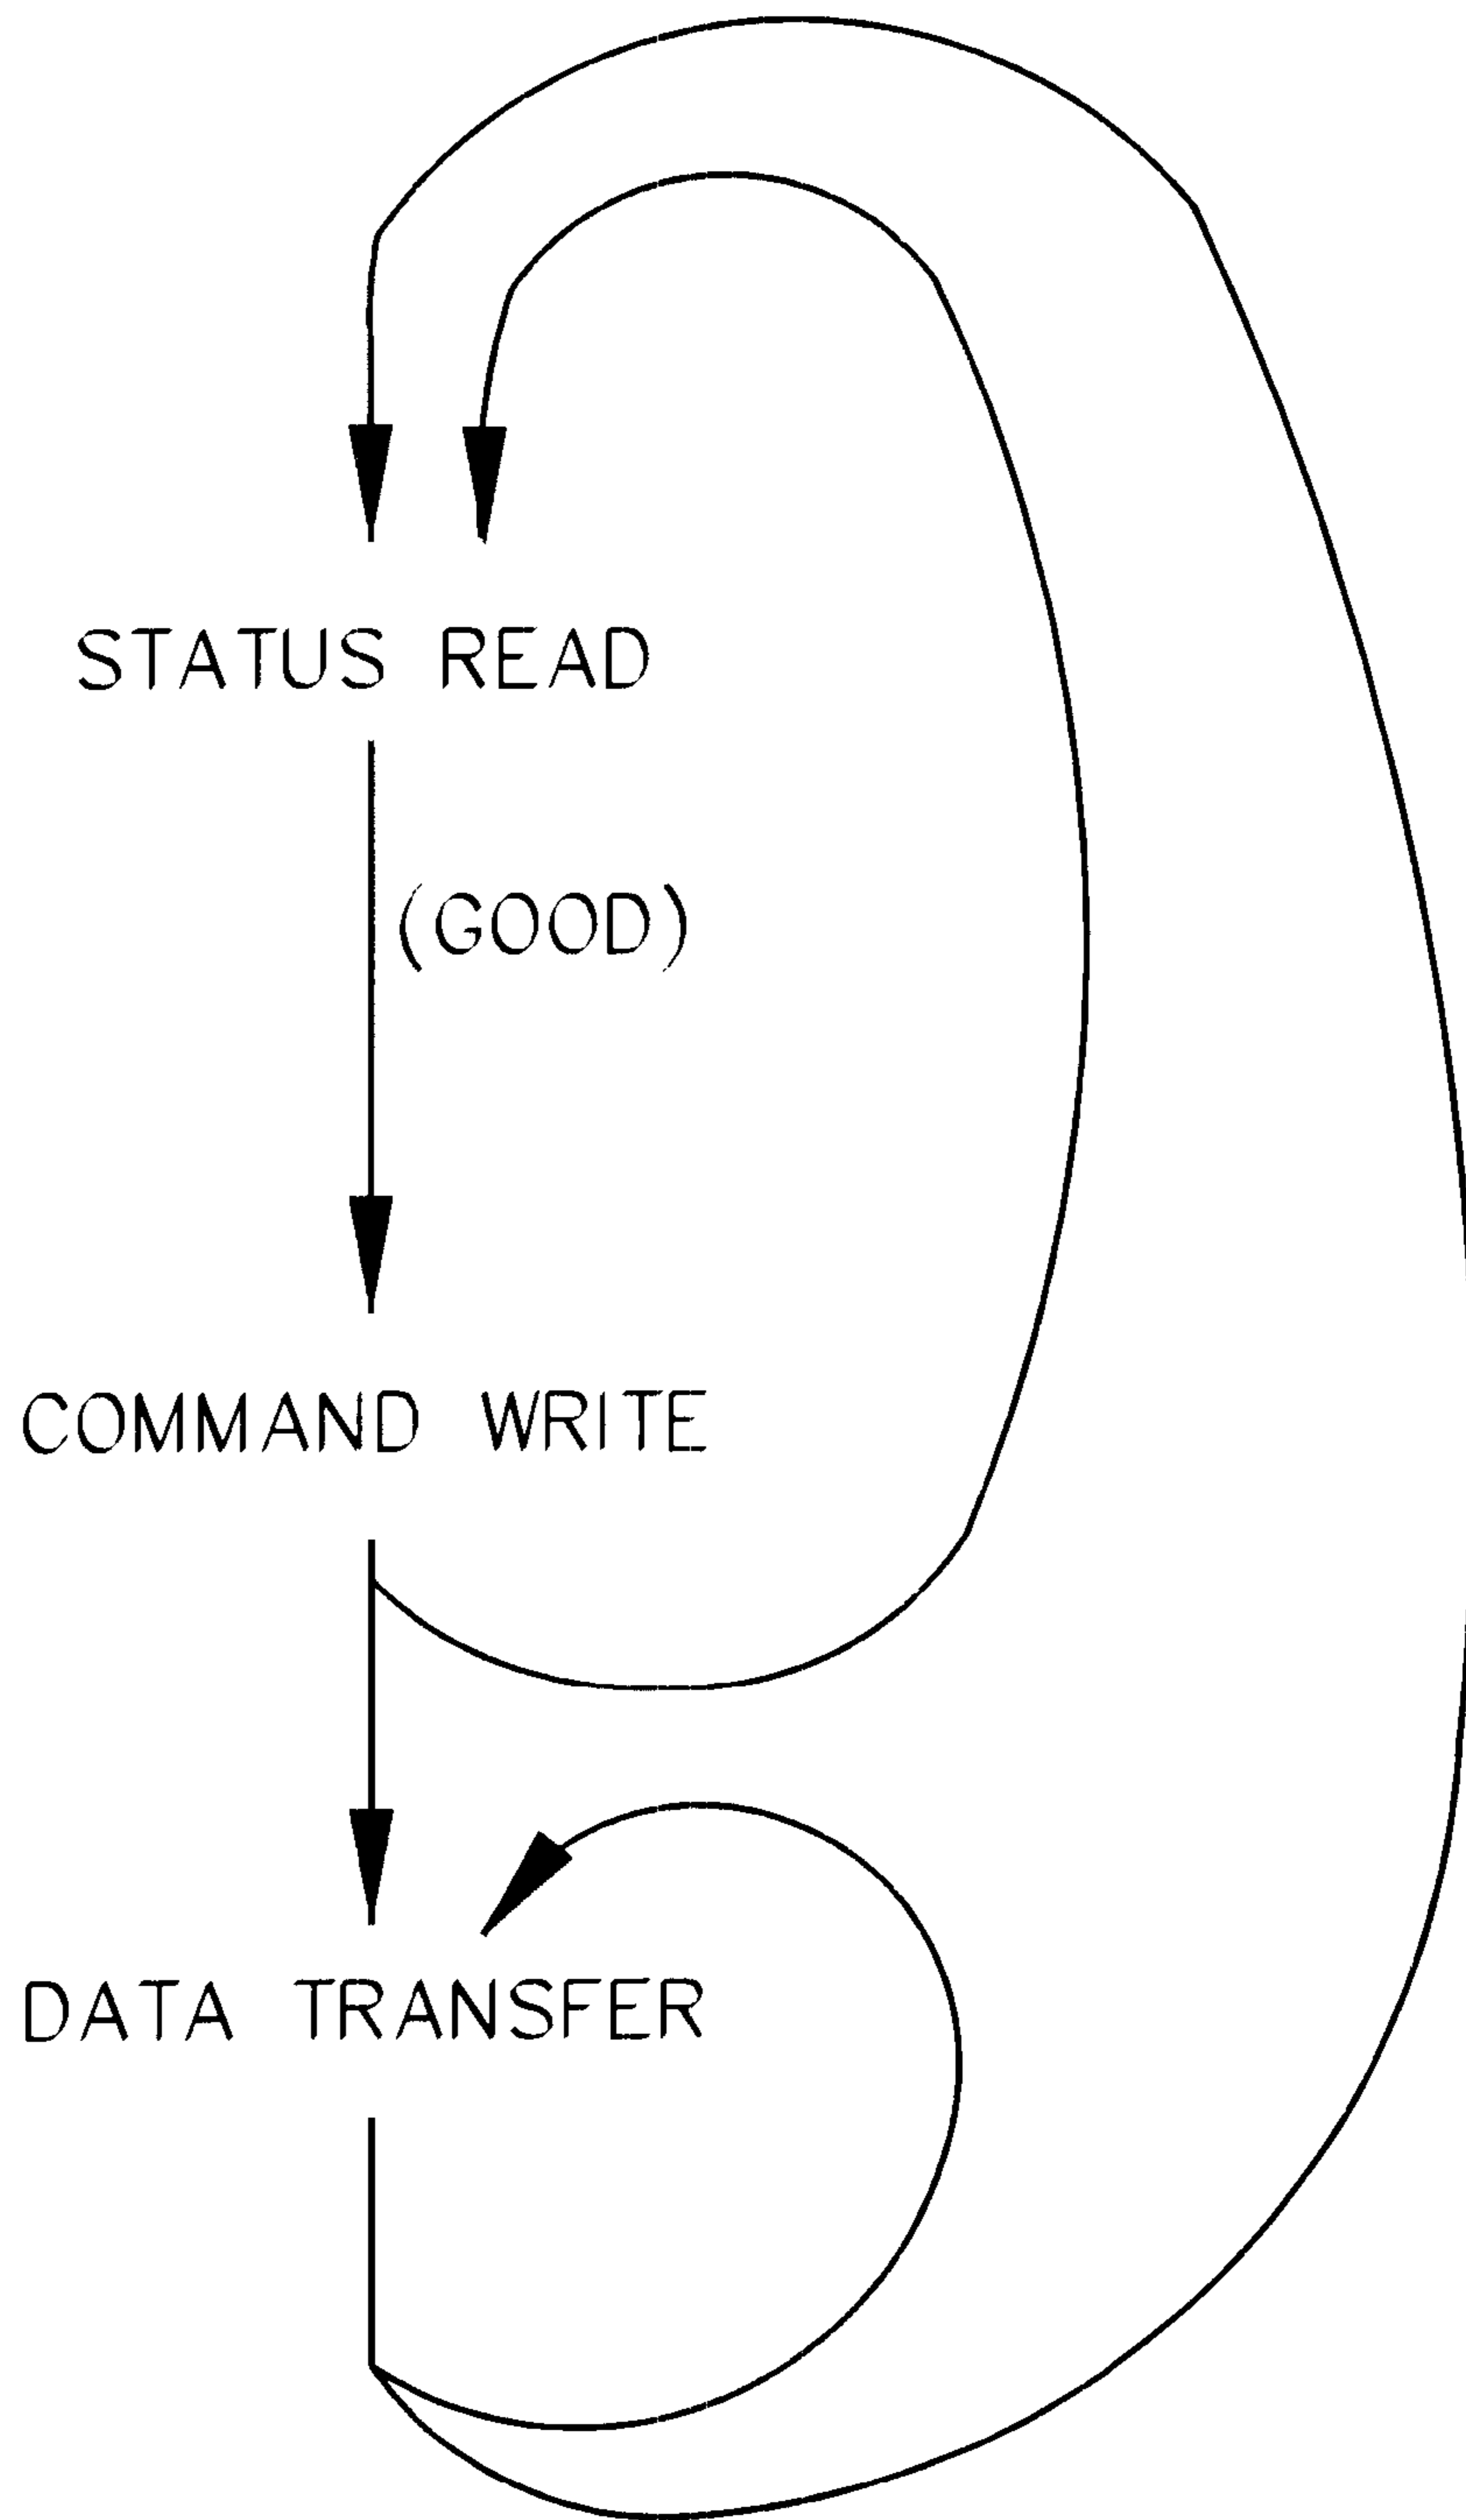 STATUS READ
(GOOD)
COMMAND WRITE
DATA TRANSFER